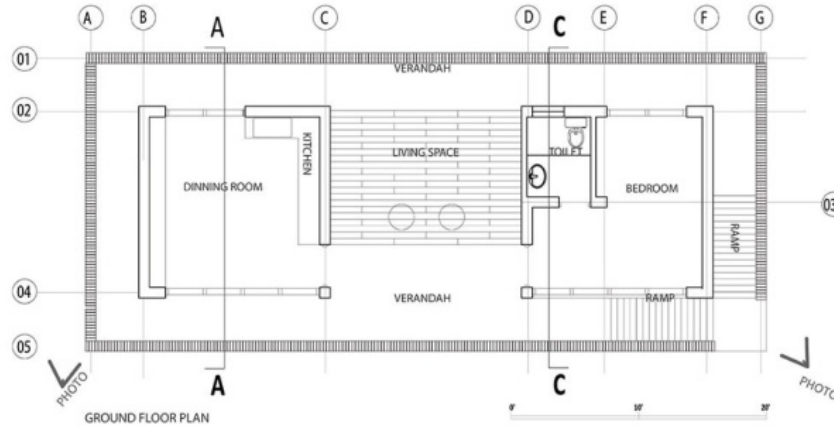 A B C D E F G
A C
01
VERANDAH
02
KITCHEN
LIVING SPACE
TOILET
DINNING ROOM
BEDROOM
03
RAMP
04
VERANDAH
RAMP
05
PHOTO
A C
PHOTO
GROUND FLOOR PLAN
0' 10' 20'